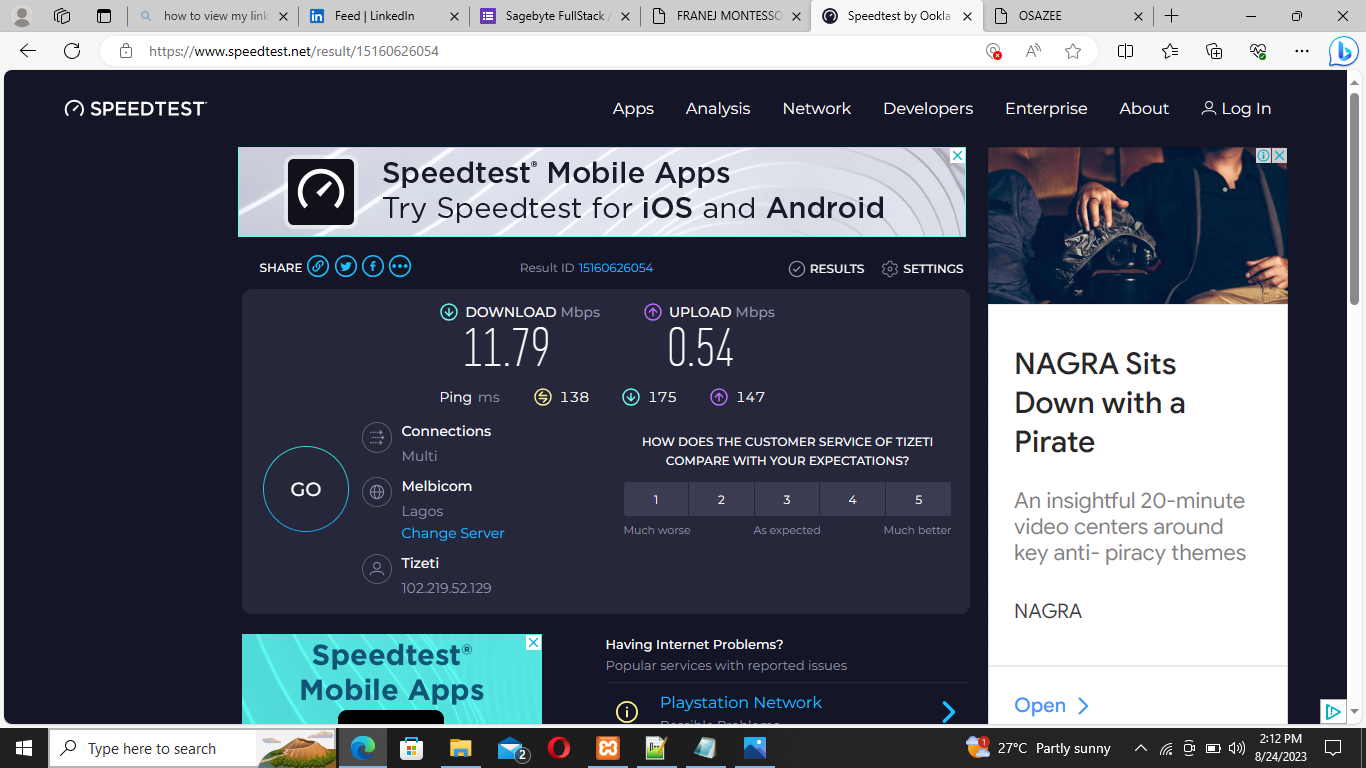 how to view my link
Feed | LinkedIn
Sagebyte FullStack
FRANEJ MONTESSO
Speedtest by Ookla
OSAZEE
https://www.speedtest.net/result/15160626054
SPEEDTEST
Apps
Analysis
Network
Developers
Enterprise
About
Log In
Speedtest® Mobile Apps
Try Speedtest for iOS and Android
SHARE
Result ID 15160626054
RESULTS
SETTINGS
DOWNLOAD Mbps
11.79
UPLOAD Mbps
0.54
Ping ms
138
175
147
GO
Connections
Multi
Melbicom
Lagos
Change Server
Tizeti
102.219.52.129
HOW DOES THE CUSTOMER SERVICE OF TIZETI
COMPARE WITH YOUR EXPECTATIONS?
1 2 3 4 5
Much worse As expected Much better
Speedtest®
Mobile Apps
Having Internet Problems?
Popular services with reported issues
Playstation Network
Possible Problems
NAGRA Sits
Down with a
Pirate
An insightful 20-minute
video centers around
key anti- piracy themes
NAGRA
Open
Type here to search
2
1
27°C Partly sunny
2:12 PM
8/24/2023